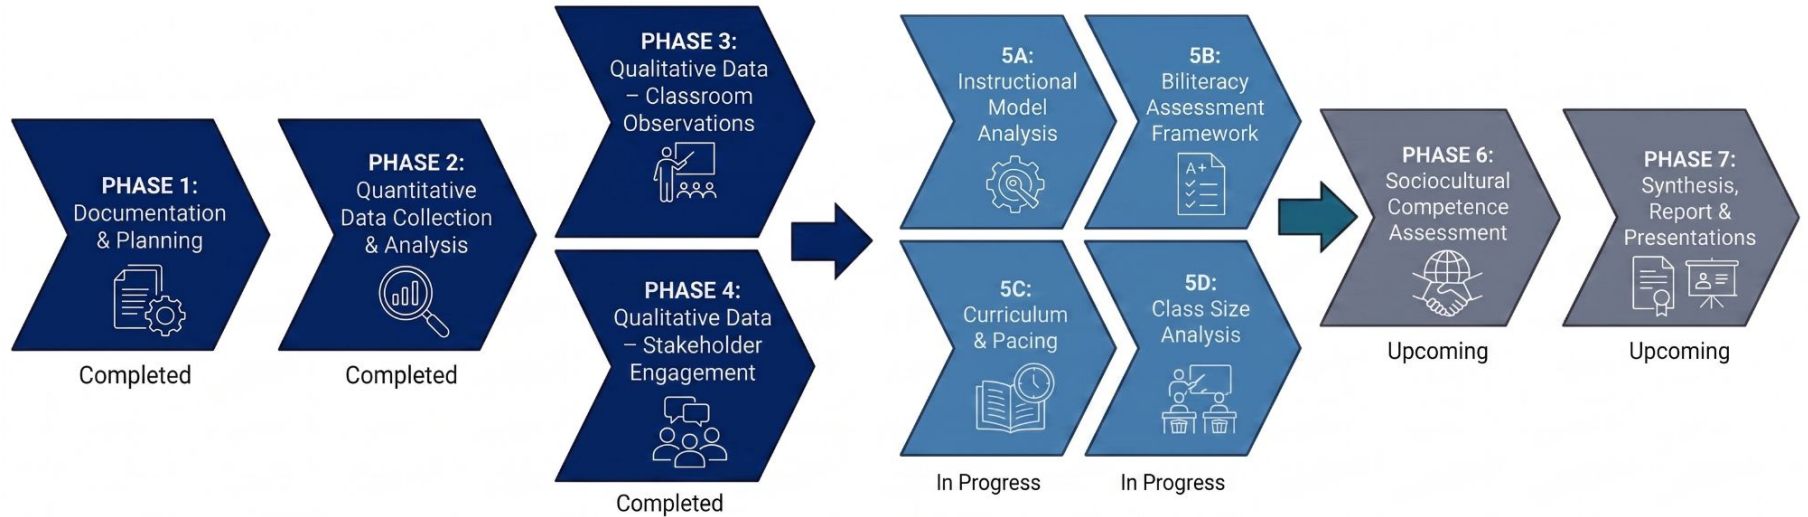 PHASE 1:
Documentation
& Planning
Completed
PHASE 2:
Quantitative
Data Collection
& Analysis
Completed
PHASE 3:
Qualitative Data
– Classroom
Observations
PHASE 4:
Qualitative Data
– Stakeholder
Engagement
Completed
5A:
Instructional
Model
Analysis
5B:
Biliteracy
Assessment
Framework
A+
5C:
Curriculum
& Pacing
In Progress
5D:
Class Size
Analysis
In Progress
PHASE 6:
Sociocultural
Competence
Assessment
Upcoming
PHASE 7:
Synthesis,
Report &
Presentations
Upcoming